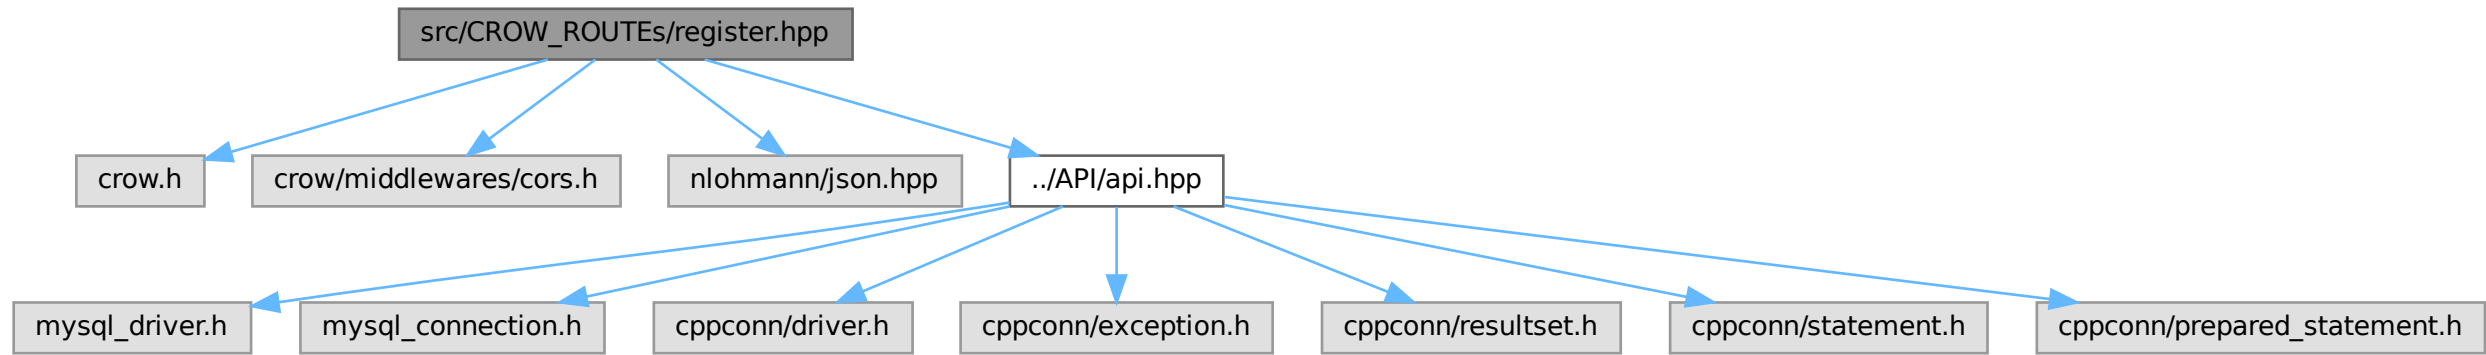 src/CROW_ROUTEs/register.hpp
crow.h
crow/middlewares/cors.h
nlohmann/json.hpp
../API/api.hpp
mysql_driver.h
mysql_connection.h
cppconn/driver.h
cppconn/exception.h
cppconn/resultset.h
cppconn/statement.h
cppconn/prepared_statement.h